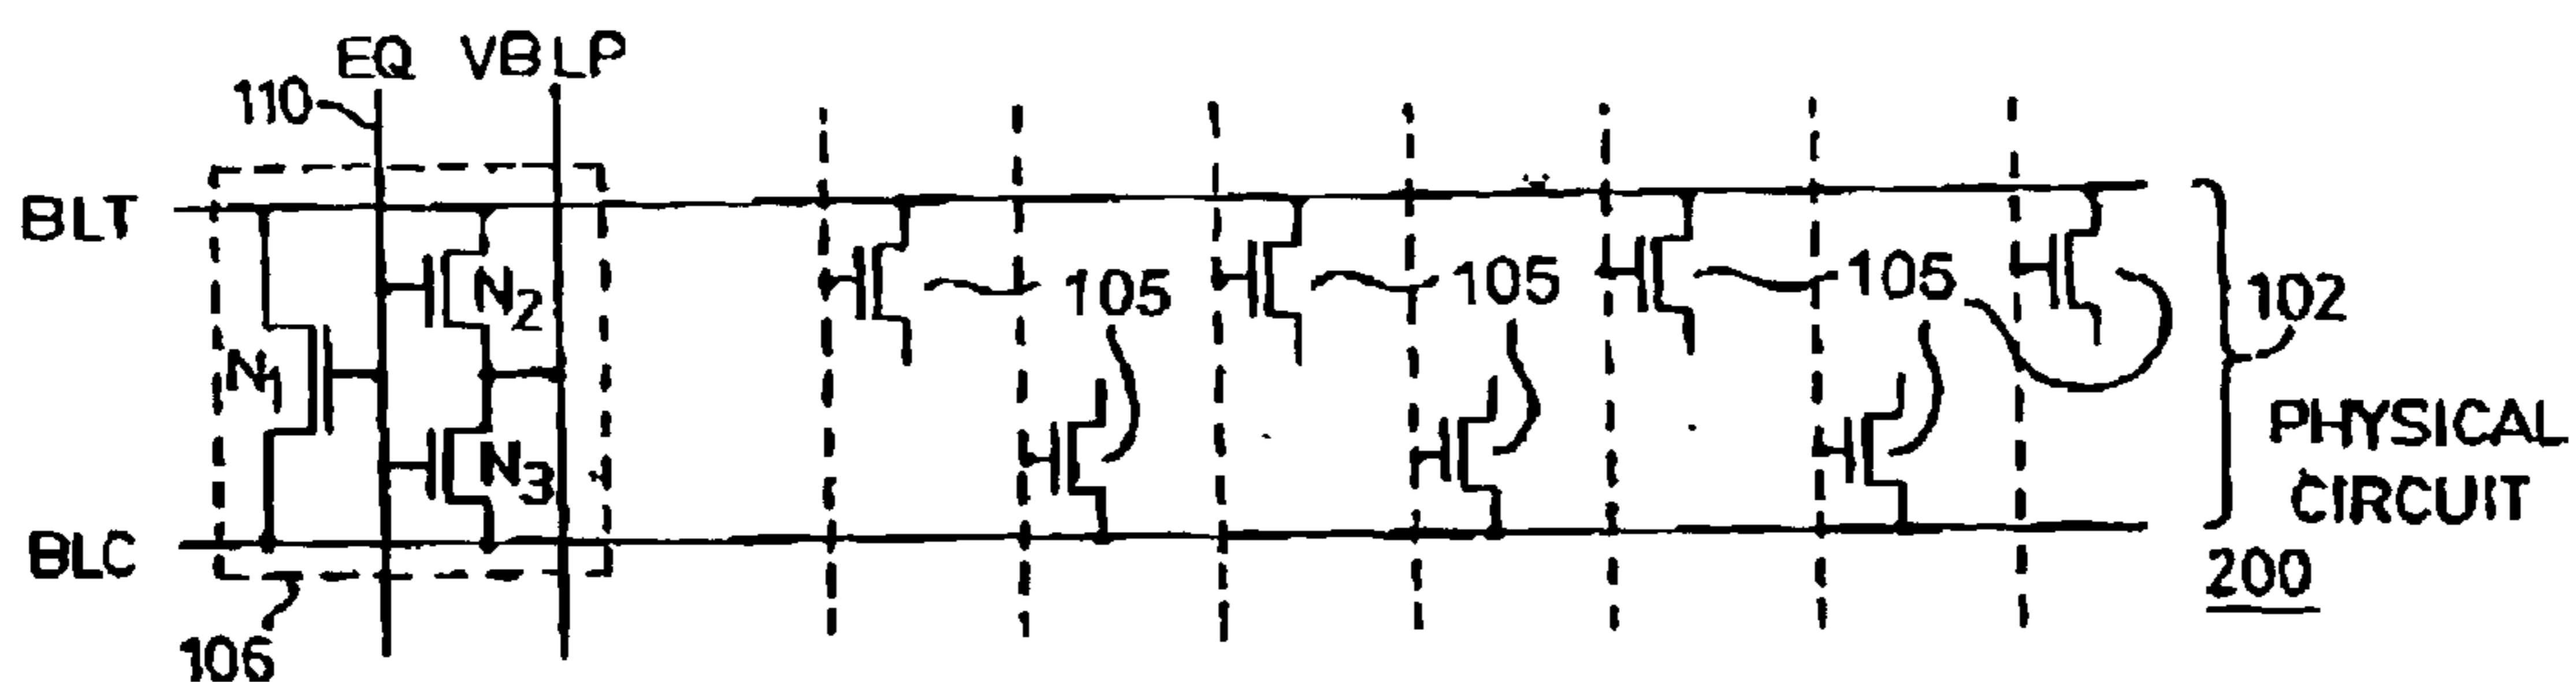 EQ VBLP
110
BLT
N2
N1
N3
BLC
106
105 105 105
102
PHYSICAL
CIRCUIT
200